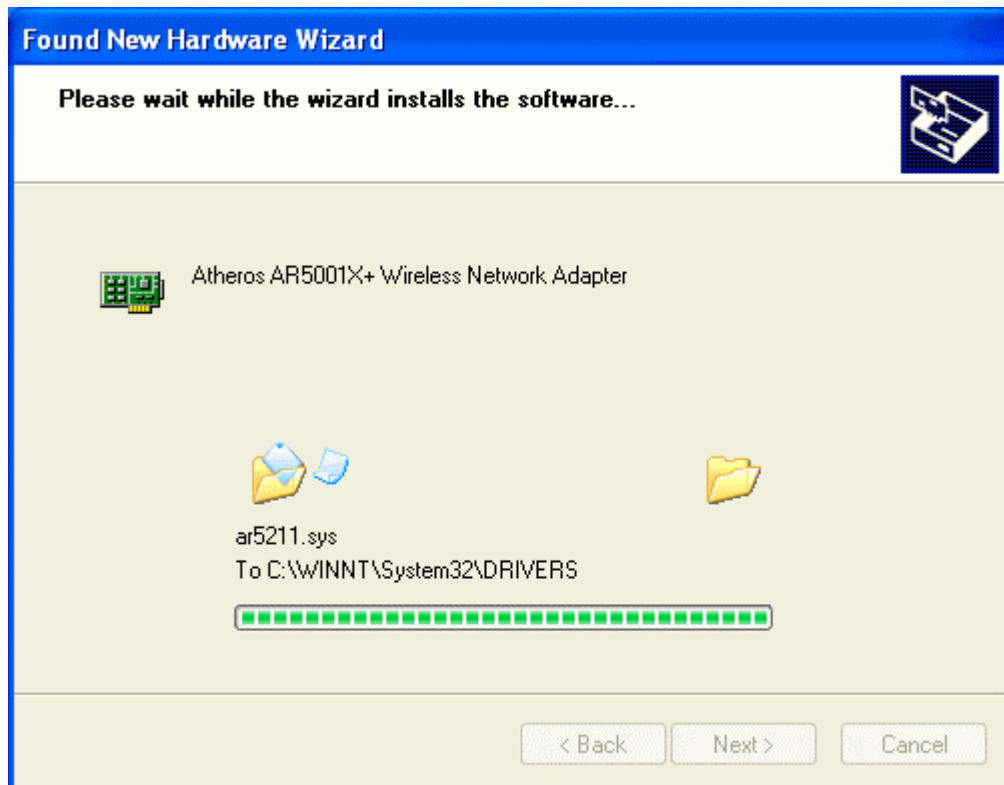 Found New Hardware Wizard
Please wait while the wizard installs the software...
Atheros AR5001X+ Wireless Network Adapter
ar5211.sys
To C:\WINNT\System32\DRIVERS
< Back
Next >
Cancel